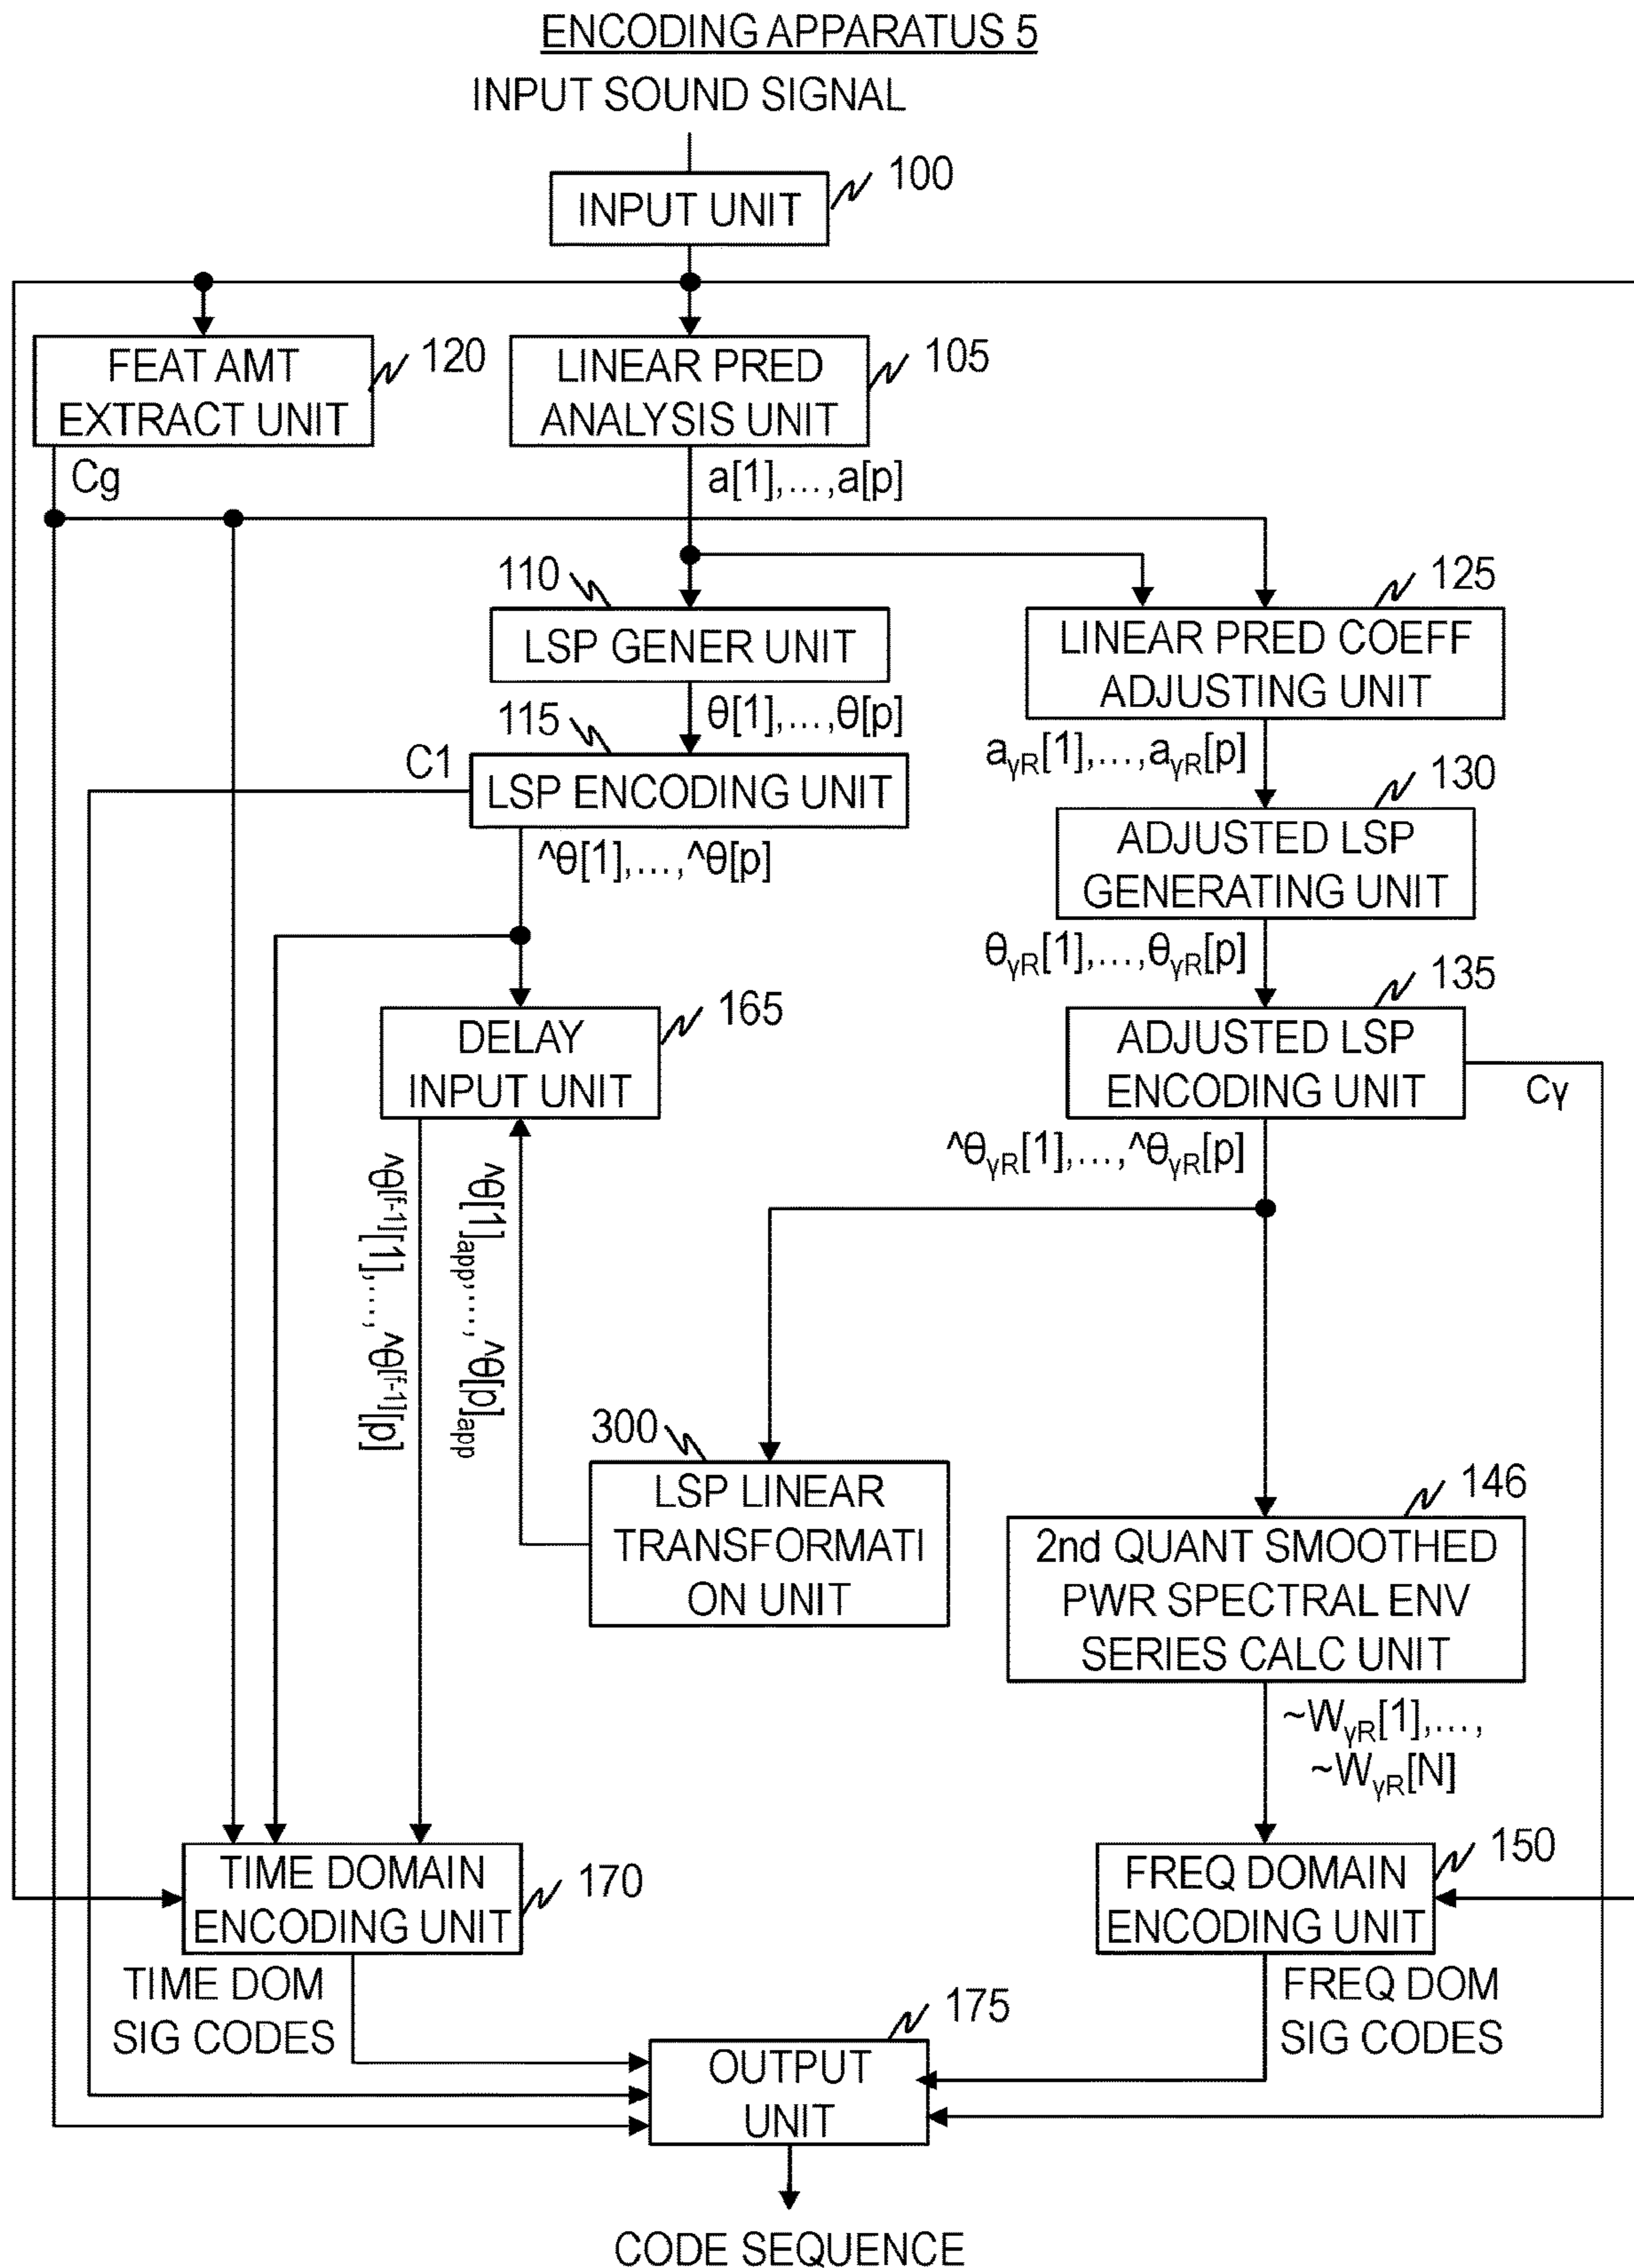 ENCODING APPARATUS 5
INPUT SOUND SIGNAL
INPUT UNIT
100
FEAT AMT
EXTRACT UNIT
120
LINEAR PRED
ANALYSIS UNIT
105
Cg
a[1],...,a[p]
110
LSP GENER UNIT
125
LINEAR PRED COEFF
ADJUSTING UNIT
θ[1],...,θ[p]
115
C1
LSP ENCODING UNIT
aγR[1],...,aγR[p]
130
ADJUSTED LSP
GENERATING UNIT
^θ[1],...,^θ[p]
θγR[1],...,θγR[p]
135
165
DELAY
INPUT UNIT
ADJUSTED LSP
ENCODING UNIT
Cγ
^θγR[1],...,^θγR[p]
^θ[f-1][1],...,^θ[f-1][p]
^θ[1]app,...,^θ[p]app
300
LSP LINEAR
TRANSFORMATI
ON UNIT
146
2nd QUANT SMOOTHED
PWR SPECTRAL ENV
SERIES CALC UNIT
~WγR[1],...,
~WγR[N]
TIME DOMAIN
ENCODING UNIT
170
FREQ DOMAIN
ENCODING UNIT
150
TIME DOM
SIG CODES
FREQ DOM
SIG CODES
175
OUTPUT
UNIT
CODE SEQUENCE